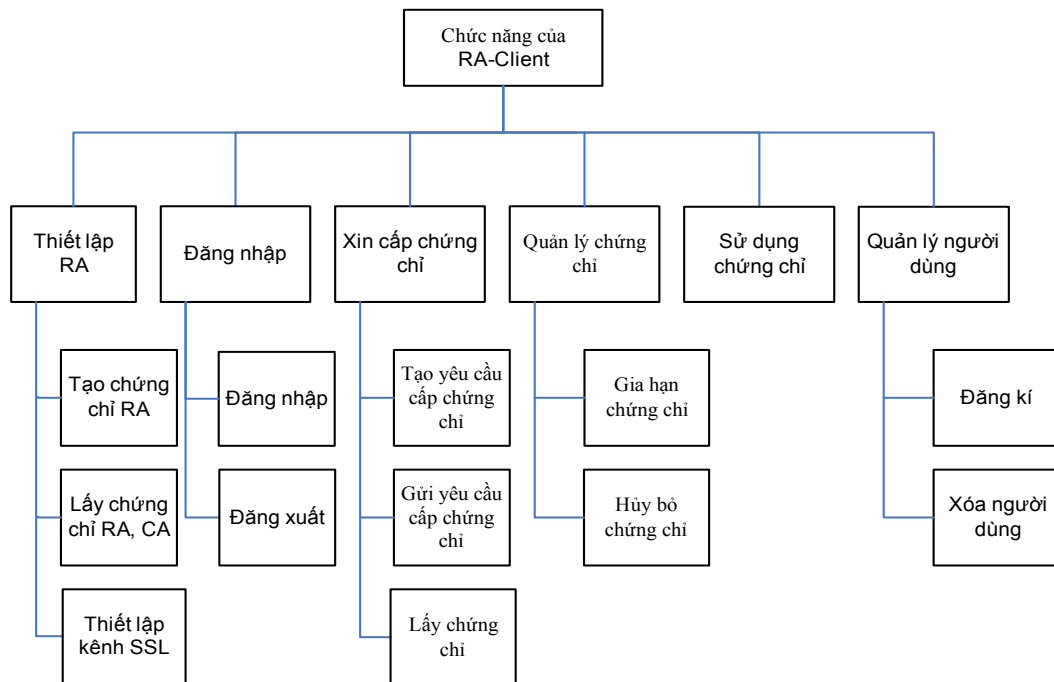 Chức năng của
RA-Client
Thiết lập
RA
Đăng nhập
Xin cấp chứng
chỉ
Quản lý chứng
chỉ
Sử dụng
chứng chỉ
Quản lý người
dùng
Tạo chứng
chỉ RA
Đăng nhập
Tạo yêu cầu
cấp chứng
chỉ
Gia hạn
chứng chỉ
Đăng kí
Lấy chứng
chỉ RA, CA
Đăng xuất
Gửi yêu cầu
cấp chứng
chỉ
Hủy bỏ
chứng chỉ
Xóa người
dùng
Thiết lập
kênh SSL
Lấy chứng
chỉ